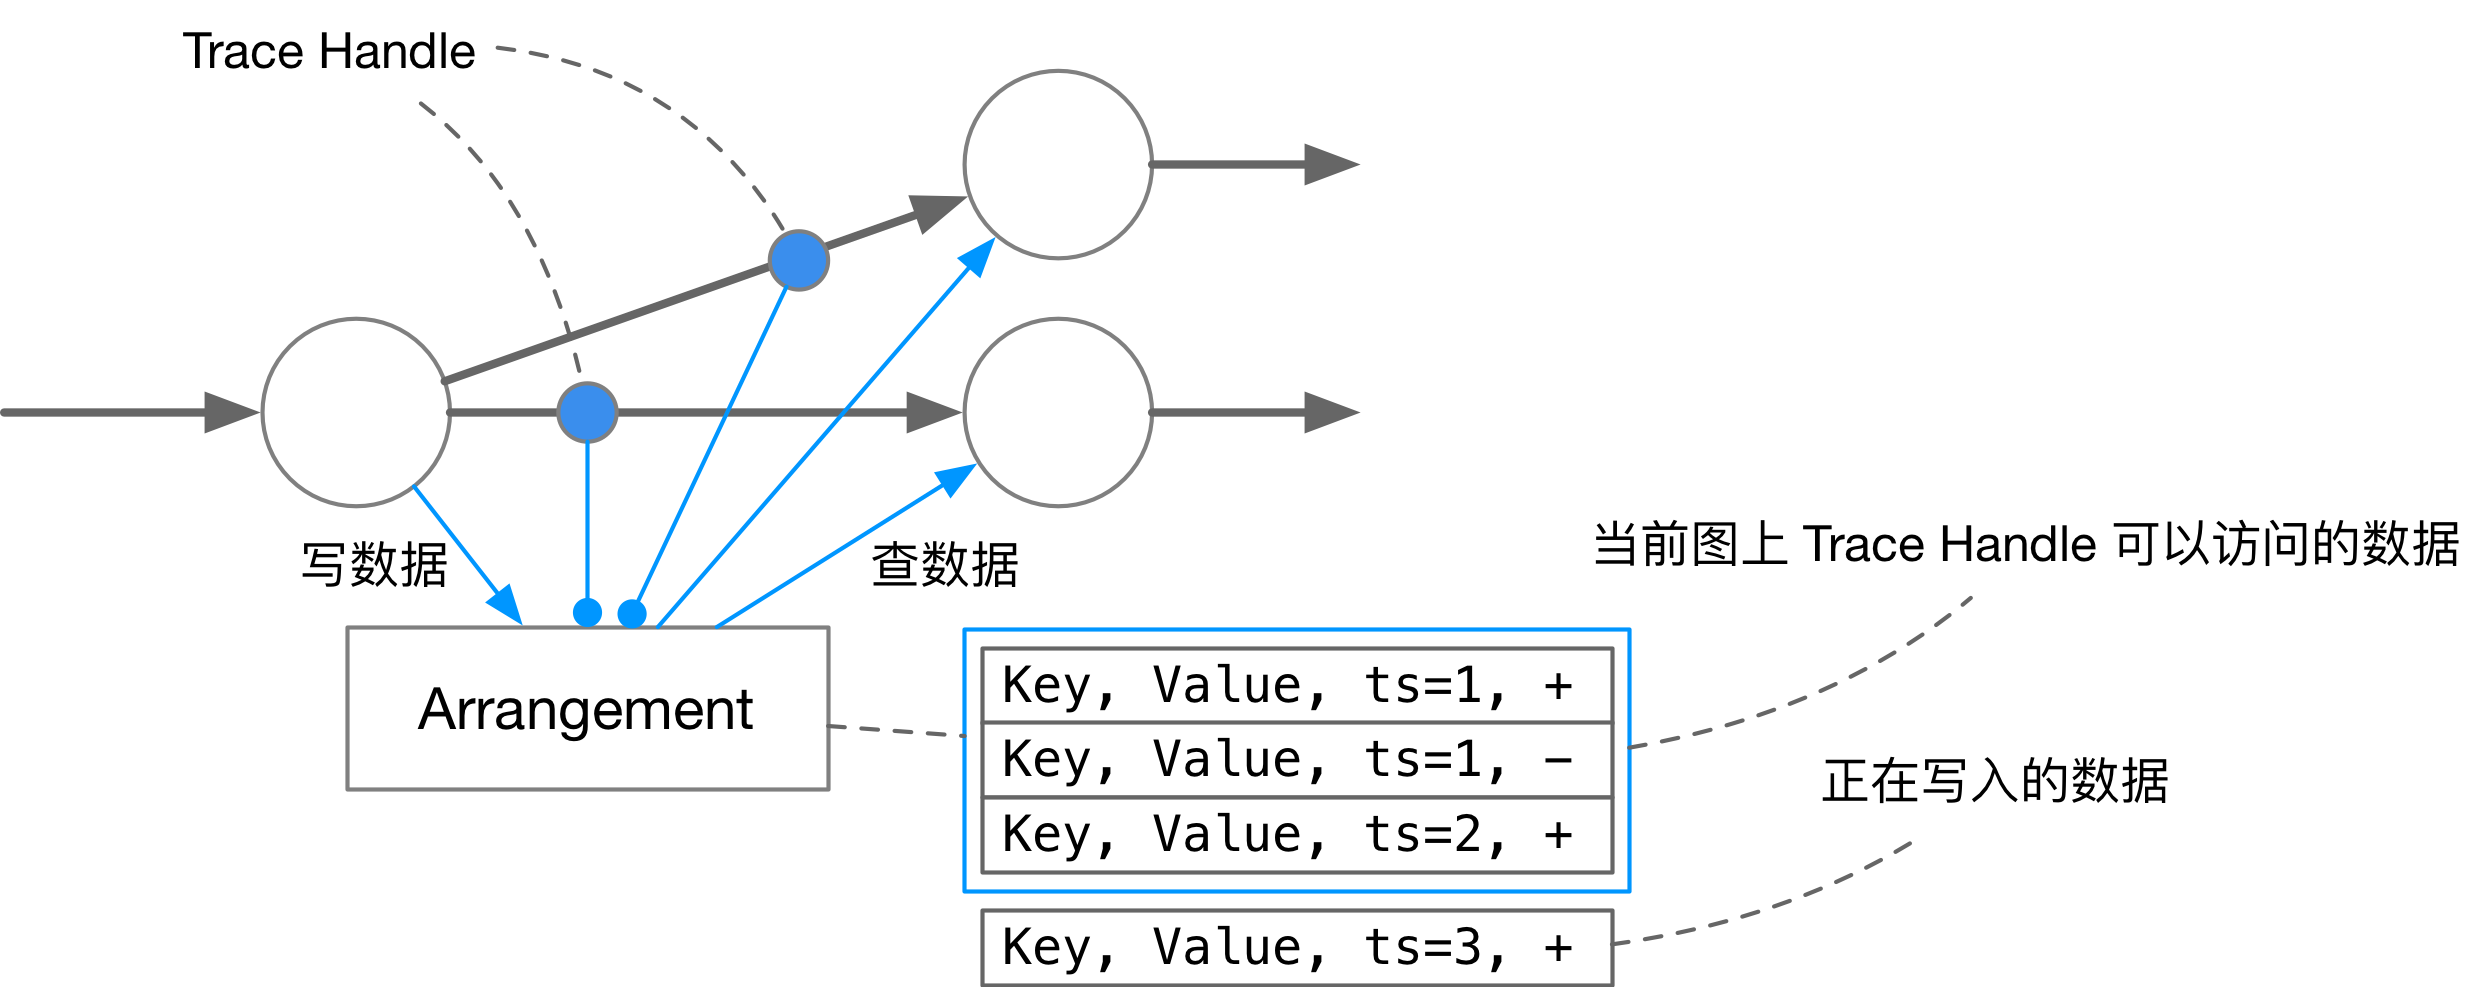 Trace Handle
写数据
查数据
当前图上 Trace Handle 可以访问的数据
Arrangement
Key, Value, ts=1, +
Key, Value, ts=1, −
Key, Value, ts=2, +
正在写入的数据
Key, Value, ts=3, +